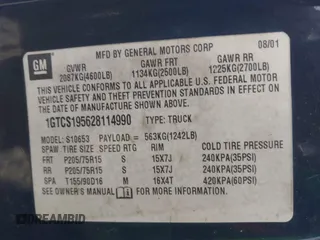 GM
MFD BY GENERAL MOTORS CORP 08/01
GVWR GAWR FRT GAWR RR
2087KG(4600LB) 1134KG(2500LB) 1225KG(2700LB)
THIS VEHICLE CONFORMS TO ALL APPLICABLE U.S. FEDERAL MOTOR
VEHICLE SAFETY AND THEFT PREVENTION STANDARDS IN EFFECT ON THE
DATE OF MANUFACTURE SHOWN ABOVE.
1GTCS195628114990 TYPE: TRUCK
MODEL: S10653 PAYLOAD = 563KG(1242LB)
SPAW TIRE SIZE SPEED RTG RIM COLD TIRE PRESSURE
FRT P205/75R15 S 15X7J 240KPA(35PSI)
RR P205/75R15 S 15X7J 240KPA(35PSI)
SPA T155/90D16 M 16X4T 420KPA(60PSI)
SEE OWNER'S MANUAL FOR MORE INFORMATION.